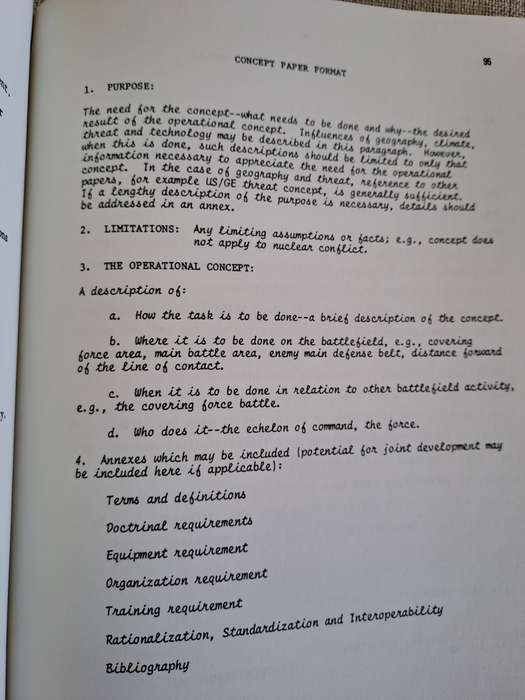 CONCEPT PAPER FORMAT
95
1. PURPOSE:
The need for the concept--what needs to be done and why--the desired
result of the operational concept. Influences of geography, climate,
threat and technology may be described in this paragraph. However,
when this is done, such descriptions should be limited to only that
information necessary to appreciate the need for the operational
concept. In the case of geography and threat, reference to other
papers, for example US/GE threat concept, is generally sufficient.
If a lengthy description of the purpose is necessary, details should
be addressed in an annex.
2. LIMITATIONS: Any limiting assumptions or facts; e.g., concept does
not apply to nuclear conflict.
3. THE OPERATIONAL CONCEPT:
A description of:
a. How the task is to be done--a brief description of the concept.
b. Where it is to be done on the battlefield, e.g., covering
force area, main battle area, enemy main defense belt, distance forward
of the line of contact.
c. When it is to be done in relation to other battlefield activity,
e.g., the covering force battle.
d. Who does it--the echelon of command, the force.
4. Annexes which may be included (potential for joint development may
be included here if applicable):
Terms and definitions
Doctrinal requirements
Equipment requirement
Organization requirement
Training requirement
Rationalization, Standardization and Interoperability
Bibliography